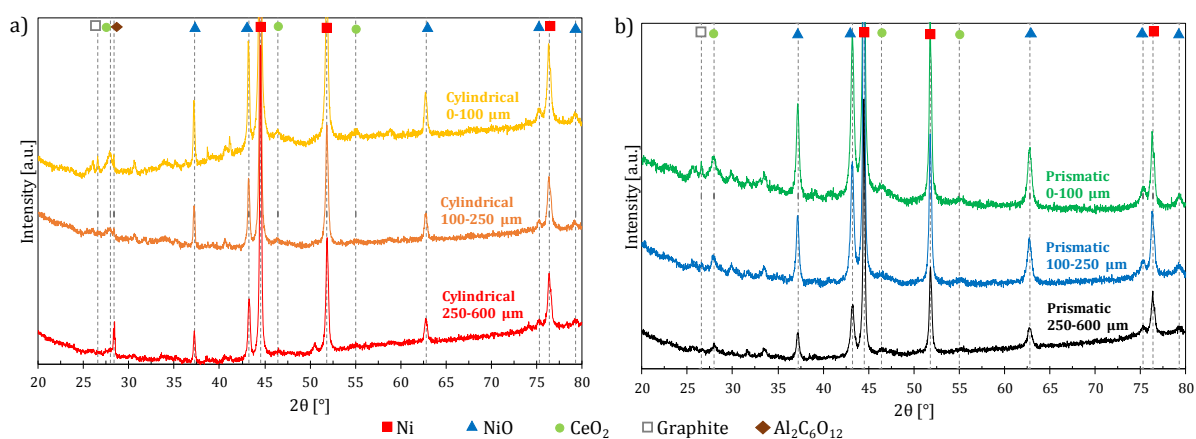 a)
Intensity [a.u.]
Cylindrical
0-100 μm
Cylindrical
100-250 μm
Cylindrical
250-600 μm
20 25 30 35 40 45 50 55 60 65 70 75 80
2θ [°]
b)
Intensity [a.u.]
Prismatic
0-100 μm
Prismatic
100-250 μm
Prismatic
250-600 μm
20 25 30 35 40 45 50 55 60 65 70 75 80
2θ [°]
Ni NiO CeO₂ Graphite Al₂C₆O₁₂